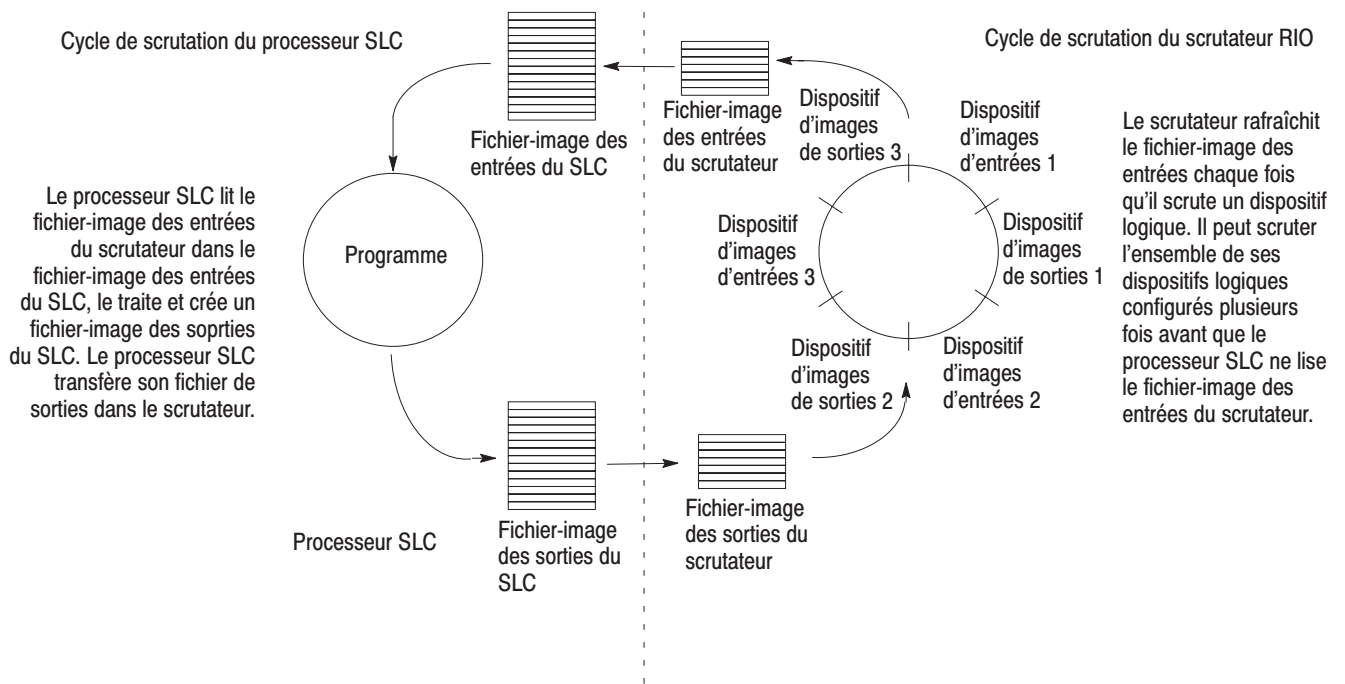 Cycle de scrutation du processeur SLC
Cycle de scrutation du scrutateur RIO
Fichier-image des
entrées du SLC
Fichier-image
des entrées
du scrutateur
Dispositif
d'images
de sorties 3
Dispositif
d'images
d'entrées 1
Le scrutateur rafraîchit
le fichier-image des
entrées chaque fois
qu'il scrute un dispositif
logique. Il peut scruter
l'ensemble de ses
dispositifs logiques
configurés plusieurs
fois avant que le
processeur SLC ne lise
le fichier-image des
entrées du scrutateur.
Le processeur SLC lit le
fichier-image des entrées
du scrutateur dans le
fichier-image des entrées
du SLC, le traite et crée un
fichier-image des soprties
du SLC. Le processeur SLC
transfère son fichier de
sorties dans le scrutateur.
Programme
Dispositif
d'images
d'entrées 3
Dispositif
d'images
de sorties 1
Dispositif
d'images
de sorties 2
Dispositif
d'images
d'entrées 2
Processeur SLC
Fichier-image
des sorties du
SLC
Fichier-image
des sorties du
scrutateur